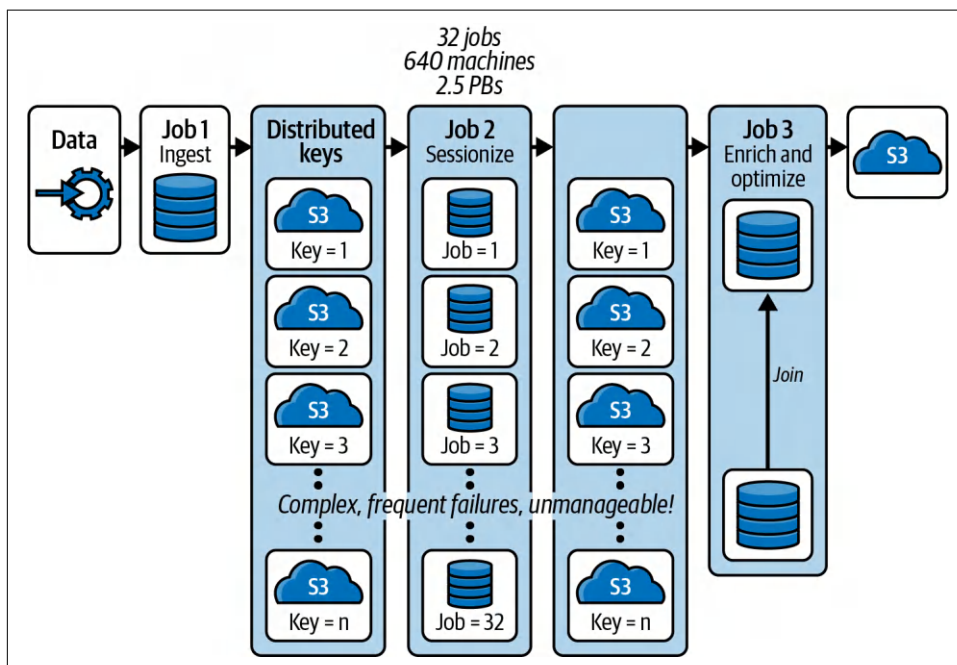 32 jobs
640 machines
2.5 PBs
Data
Job 1
Ingest
Distributed
keys
S3
Key = 1
S3
Key = 2
S3
Key = 3
S3
Key = n
Job 2
Sessionize
Job = 1
Job = 2
Job = 3
Job = 32
S3
Key = 1
S3
Key = 2
S3
Key = 3
S3
Key = n
Complex, frequent failures, unmanageable!
Job 3
Enrich and
optimize
Join
S3